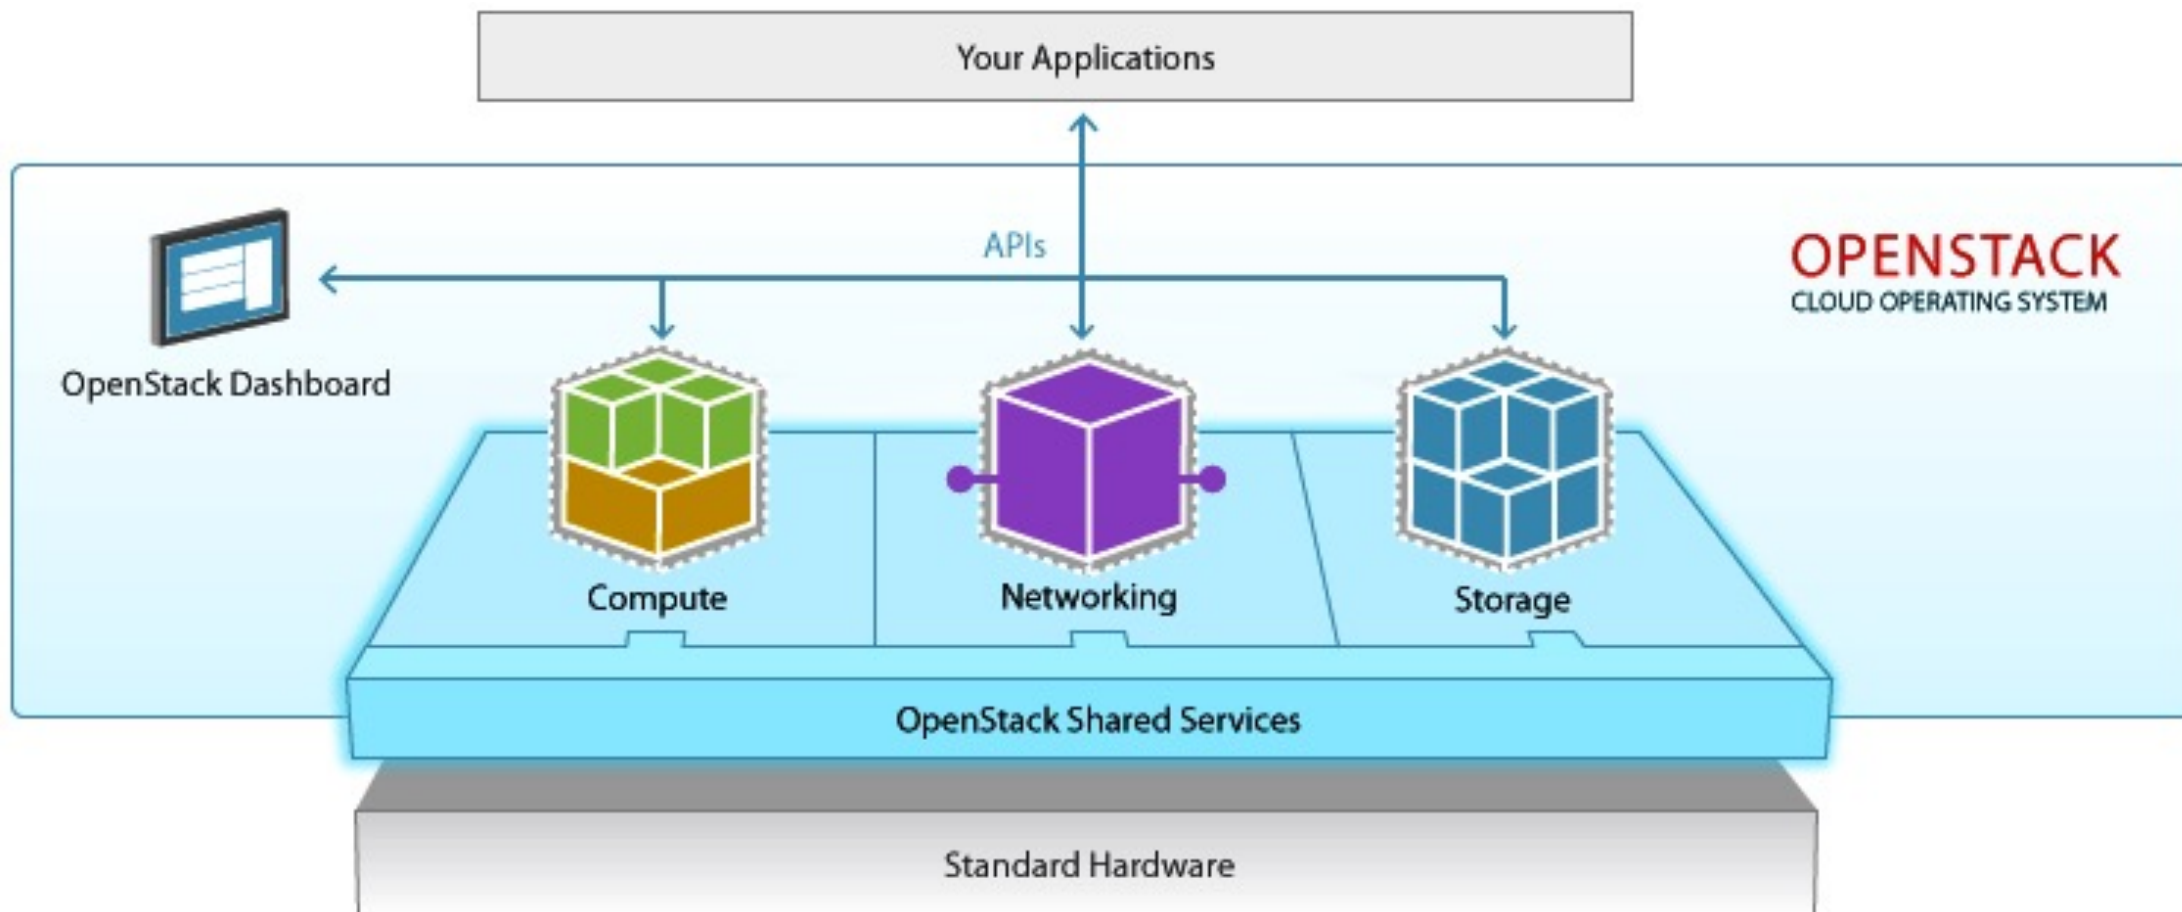 Your Applications
APIs
OPENSTACK
CLOUD OPERATING SYSTEM
OpenStack Dashboard
Compute
Networking
Storage
OpenStack Shared Services
Standard Hardware